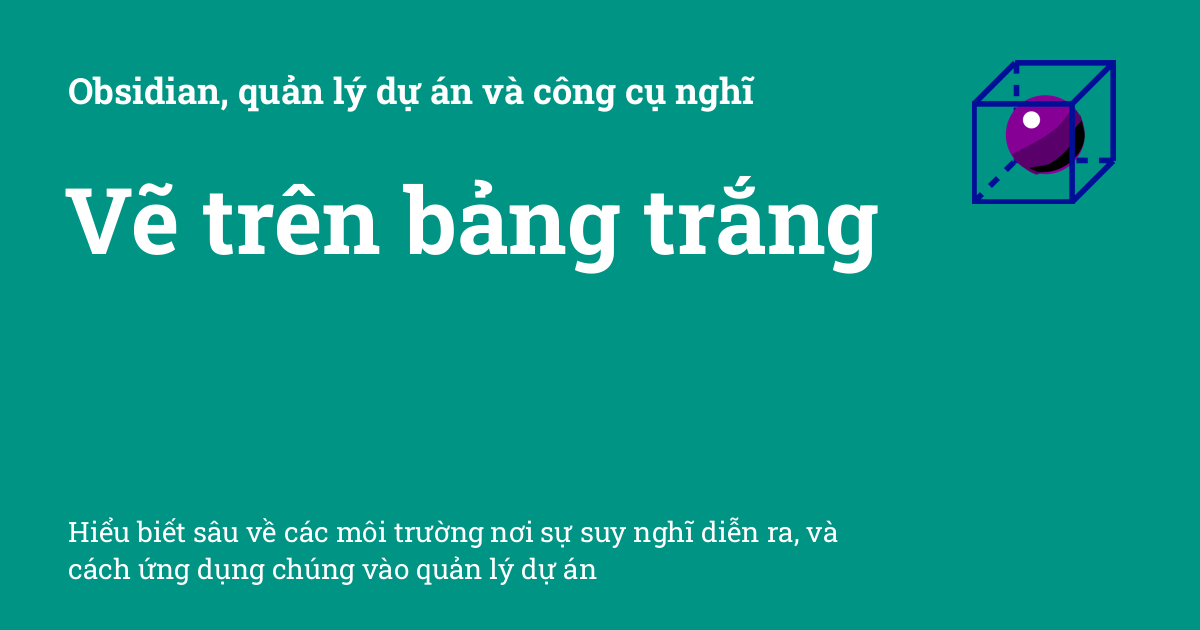 Obsidian, quản lý dự án và công cụ nghĩ
Vẽ trên bảng trắng
Hiểu biết sâu về các môi trường nơi sự suy nghĩ diễn ra, và
cách ứng dụng chúng vào quản lý dự án